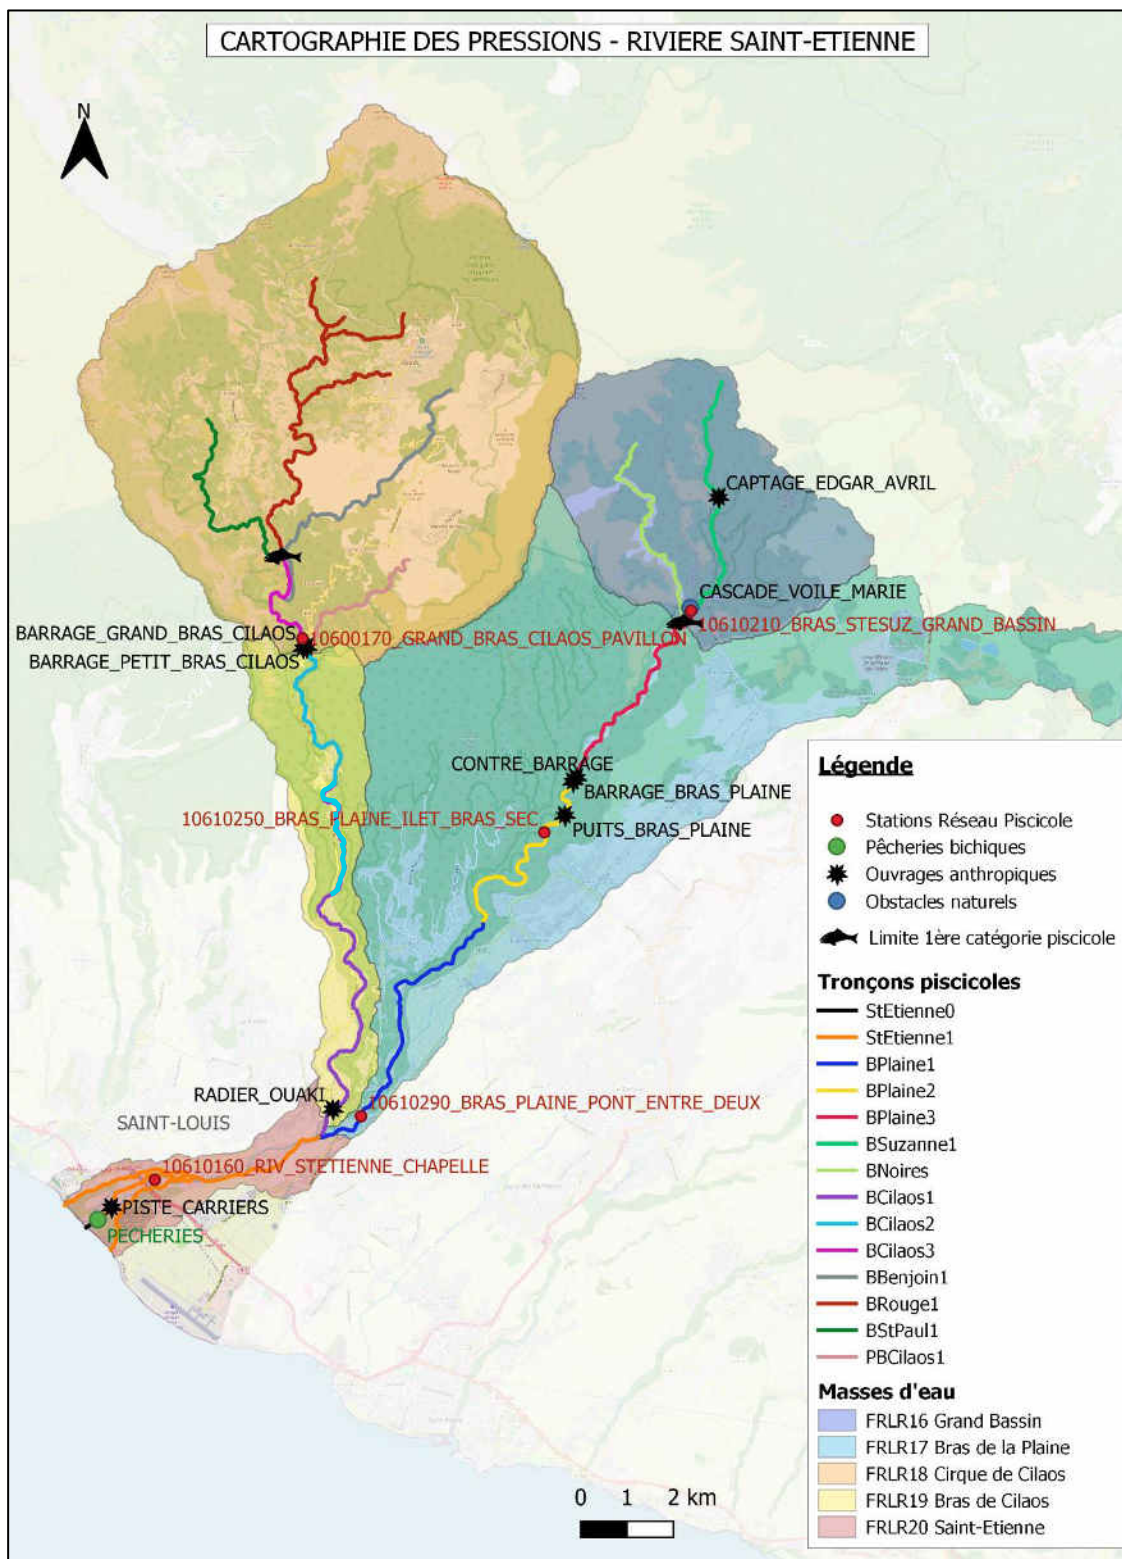 CARTOGRAPHIE DES PRESSIONS - RIVIERE SAINT-ETIENNE
N
CAPTAGE_EDGAR_AVRIL
CASCADE_VOILE_MARIE
10610210_BRAS_STESUZ_GRAND_BASSIN
BARRAGE_GRAND_BRAS_CILAOS
10600170_GRAND_BRAS_CILAOS_PAVILLON
BARRAGE_PETIT_BRAS_CILAOS
CONTRE_BARRAGE
BARRAGE_BRAS_PLAINE
10610250_BRAS_PLAINE_ILET_BRAS_SEC
PUITS_BRAS_PLAINE
RADIER_OUAKI
10610290_BRAS_PLAINE_PONT_ENTRE_DEUX
SAINT-LOUIS
10610160_RIV_STETIENNE_CHAPELLE
PISTE_CARRIERS
PECHERIES
Légende
Stations Réseau Piscicole
Pêcheries bichiques
Ouvrages anthropiques
Obstacles naturels
Limite 1ère catégorie piscicole
Tronçons piscicoles
StEtienne0
StEtienne1
BPlaine1
BPlaine2
BPlaine3
BSuzanne1
BNoires
BCilaos1
BCilaos2
BCilaos3
BBenjoin1
BRouge1
BStPaul1
PBCilaos1
Masses d'eau
FRLR16 Grand Bassin
FRLR17 Bras de la Plaine
FRLR18 Cirque de Cilaos
FRLR19 Bras de Cilaos
FRLR20 Saint-Etienne
0 1 2 km